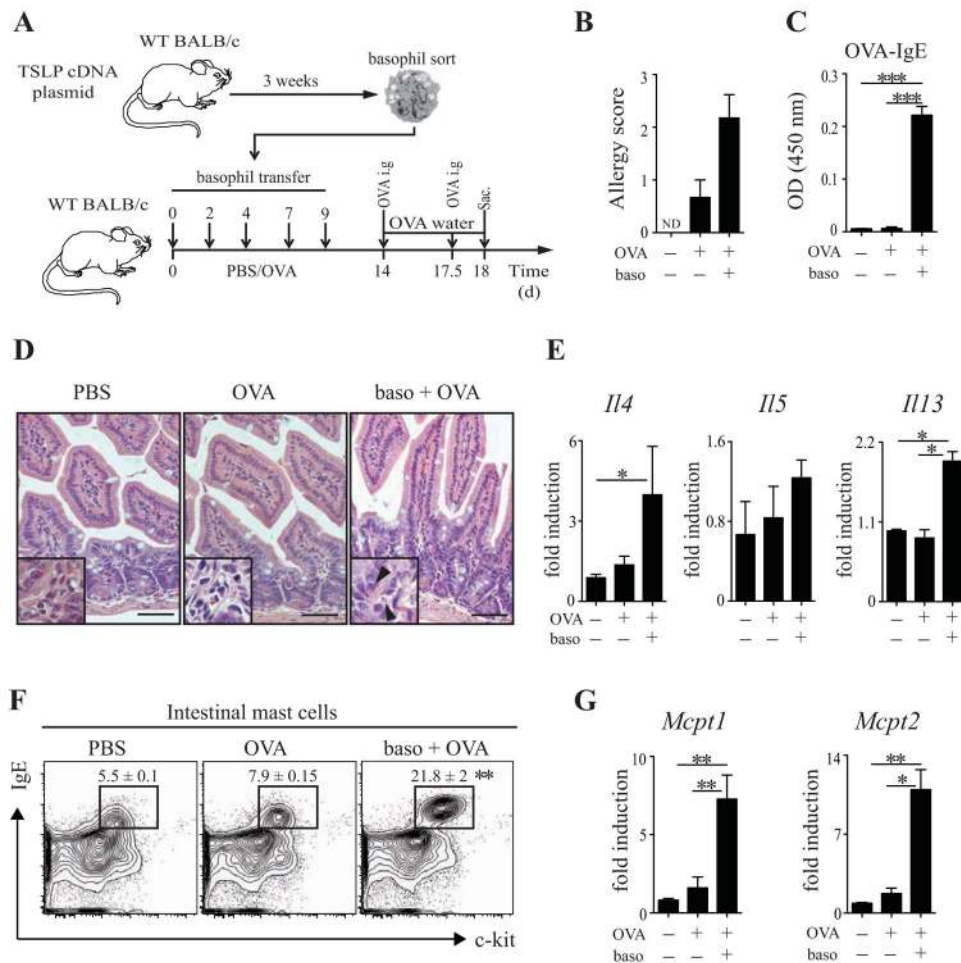 A
WT BALB/c
TSLP cDNA
plasmid
3 weeks
basophil sort
basophil transfer
WT BALB/c
0 2 4 7 9
OVA i.g
OVA i.g
Sac.
OVA water
0 PBS/OVA 14 17.5 18 Time
(d)
B
Allergy score
3
2
1
0
ND
OVA – + +
baso – – +
C
OVA-IgE
OD (450 nm)
0.3
0.2
0.1
0
***
***
OVA – + +
baso – – +
D
PBS OVA baso + OVA
E
Il4
fold induction
6
3
0
*
OVA – + +
baso – – +
Il5
fold induction
1.6
0.8
0
– + +
– – +
Il13
fold induction
2.2
1.1
0
*
*
– + +
– – +
F
Intestinal mast cells
PBS OVA baso + OVA
5.5 ± 0.1 7.9 ± 0.15 21.8 ± 2 **
IgE
c-kit
G
Mcpt1
fold induction
10
5
0
**
**
OVA – + +
baso – – +
Mcpt2
fold induction
14
7
0
**
*
OVA – + +
baso – – +